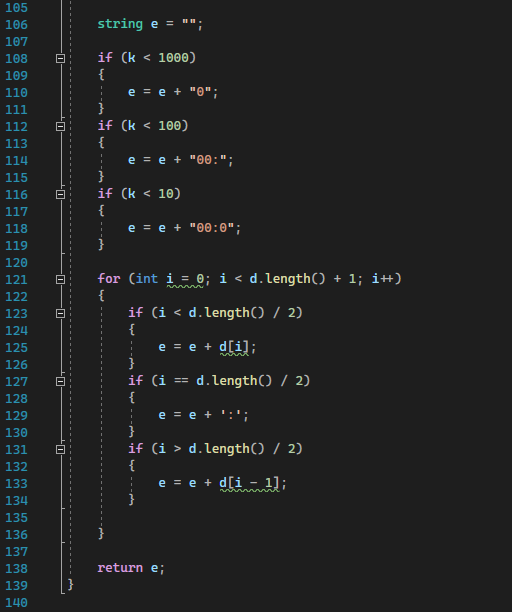 105
106 string e = "";
107
108 if (k < 1000)
109 {
110 e = e + "0";
111 }
112 if (k < 100)
113 {
114 e = e + "00:";
115 }
116 if (k < 10)
117 {
118 e = e + "00:0";
119 }
120
121 for (int i = 0; i < d.length() + 1; i++)
122 {
123 if (i < d.length() / 2)
124 {
125 e = e + d[i];
126 }
127 if (i == d.length() / 2)
128 {
129 e = e + ':';
130 }
131 if (i > d.length() / 2)
132 {
133 e = e + d[i - 1];
134 }
135
136 }
137
138 return e;
139 }
140